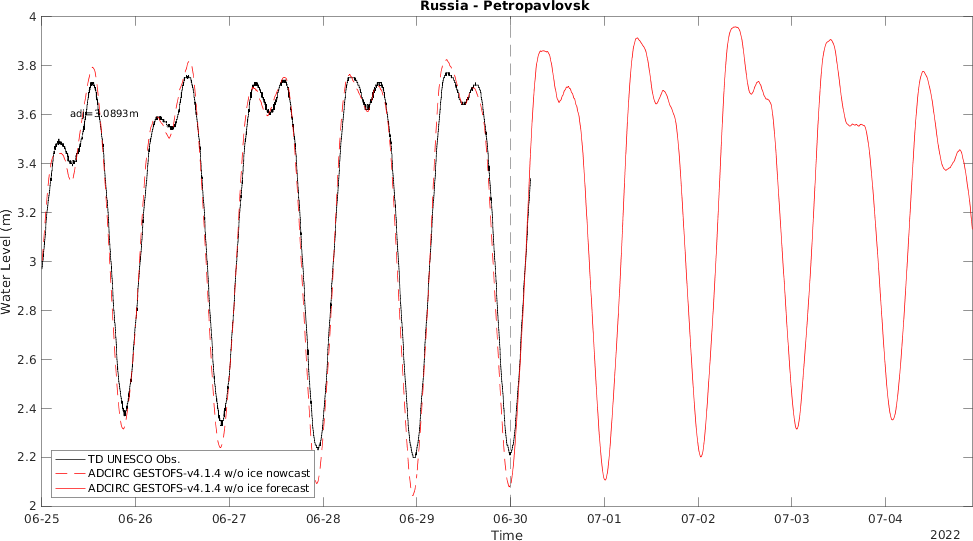 Russia - Petropavlovsk
4
3.8
3.6
3.4
3.2
3
2.8
2.6
2.4
2.2
2
Water Level (m)
adj=3.0893m
TD UNESCO Obs.
ADCIRC GESTOFS-v4.1.4 w/o ice nowcast
ADCIRC GESTOFS-v4.1.4 w/o ice forecast
06-25 06-26 06-27 06-28 06-29 06-30 07-01 07-02 07-03 07-04
Time
2022